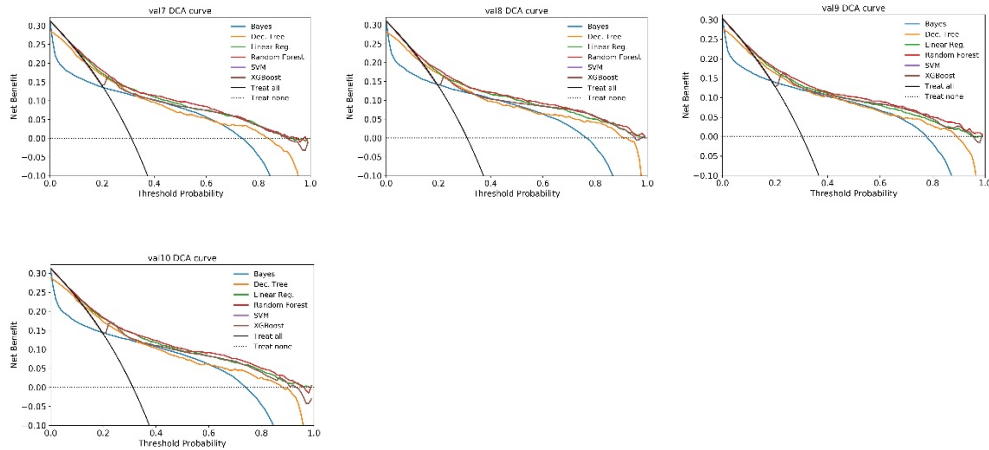 val7 DCA curve
Net Benefit
0.30
0.25
0.20
0.15
0.10
0.05
0.00
−0.05
−0.10
Bayes
Dec. Tree
Linear Reg.
Random Forest
SVM
XGBoost
Treat all
Treat none
0.0 0.2 0.4 0.6 0.8 1.0
Threshold Probability
val8 DCA curve
Net Benefit
0.30
0.25
0.20
0.15
0.10
0.05
0.00
−0.05
−0.10
Bayes
Dec. Tree
Linear Reg.
Random Forest
SVM
XGBoost
Treat all
Treat none
0.0 0.2 0.4 0.6 0.8 1.0
Threshold Probability
val9 DCA curve
Net Benefit
0.30
0.25
0.20
0.15
0.10
0.05
0.00
−0.05
−0.10
Bayes
Dec. Tree
Linear Reg.
Random Forest
SVM
XGBoost
Treat all
Treat none
0.0 0.2 0.4 0.6 0.8 1.0
Threshold Probability
val10 DCA curve
Net Benefit
0.30
0.25
0.20
0.15
0.10
0.05
0.00
−0.05
−0.10
Bayes
Dec. Tree
Linear Reg.
Random Forest
SVM
XGBoost
Treat all
Treat none
0.0 0.2 0.4 0.6 0.8 1.0
Threshold Probability